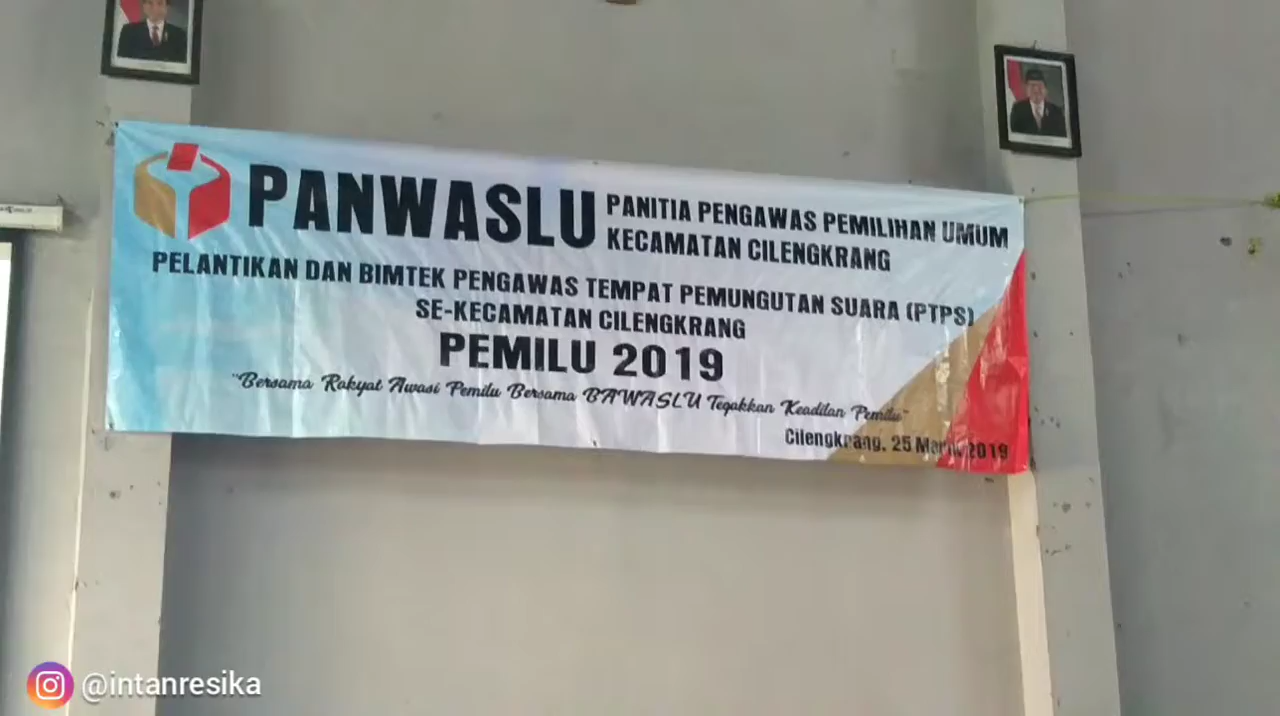 PANWASLU
PANITIA PENGAWAS PEMILIHAN UMUM
KECAMATAN CILENGKRANG
PELANTIKAN DAN BIMTEK PENGAWAS TEMPAT PEMUNGUTAN SUARA (PTPS)
SE-KECAMATAN CILENGKRANG
PEMILU 2019
"Bersama Rakyat Awasi Pemilu Bersama BAWASLU Tegakkan Keadilan Pemilu"
Cilengkrang, 25 Maret 2019
@intanresika